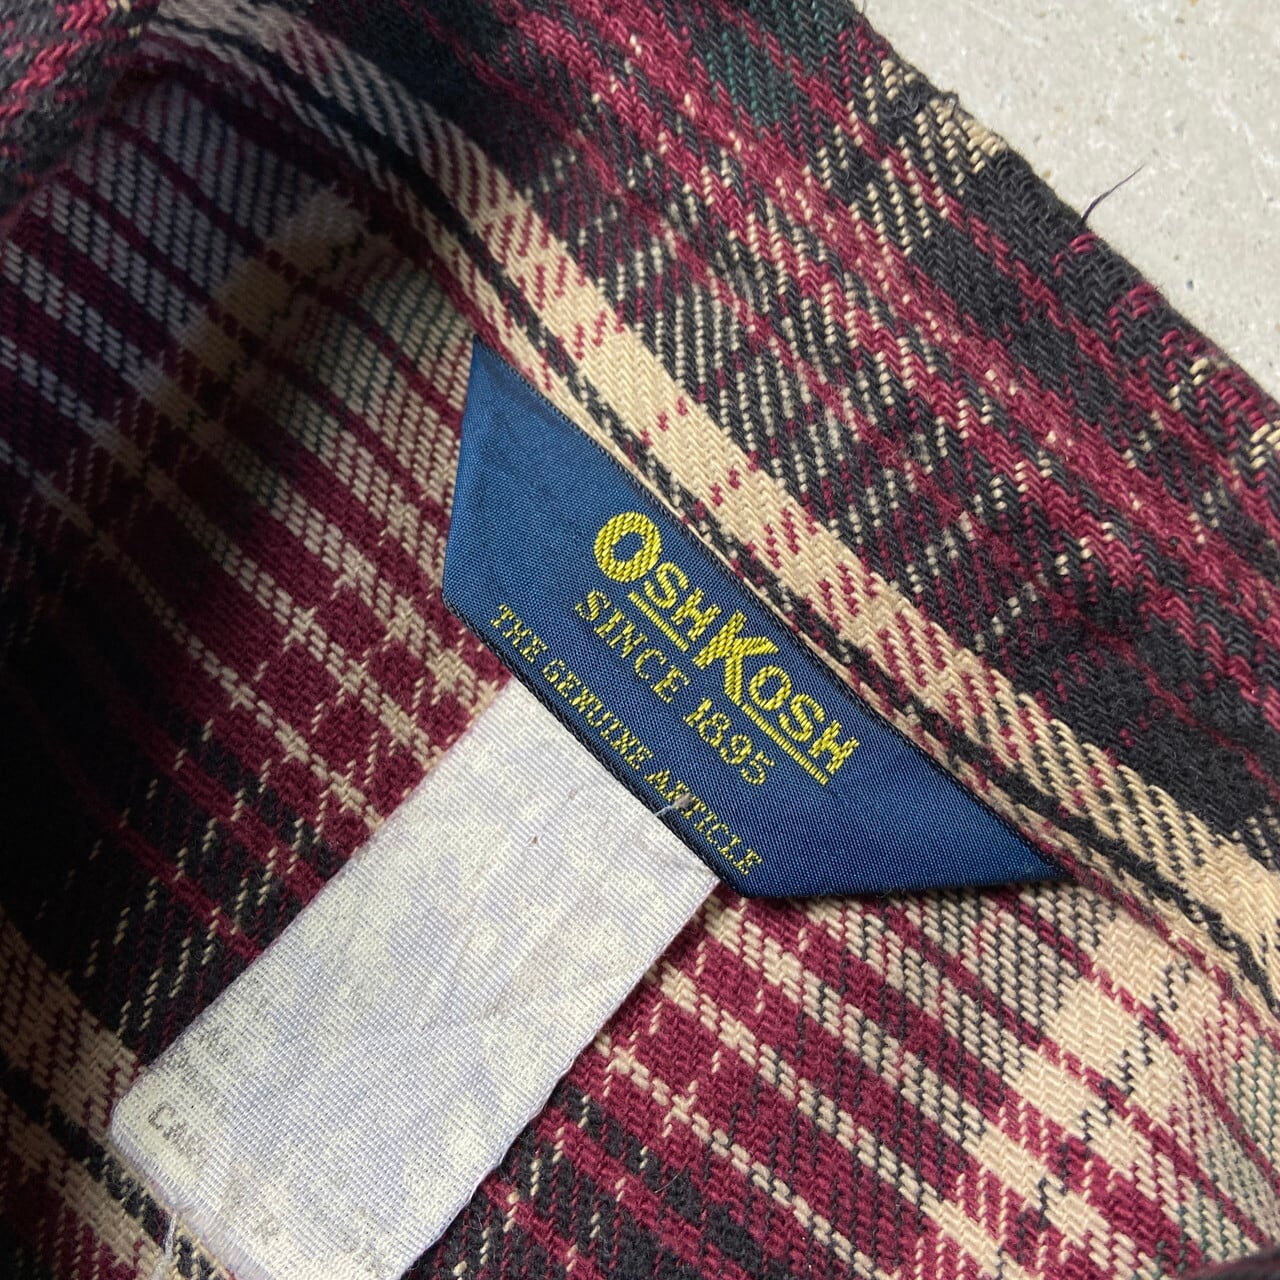 OSHKOSH
SINCE 1895
THE GENUINE ARTICLE